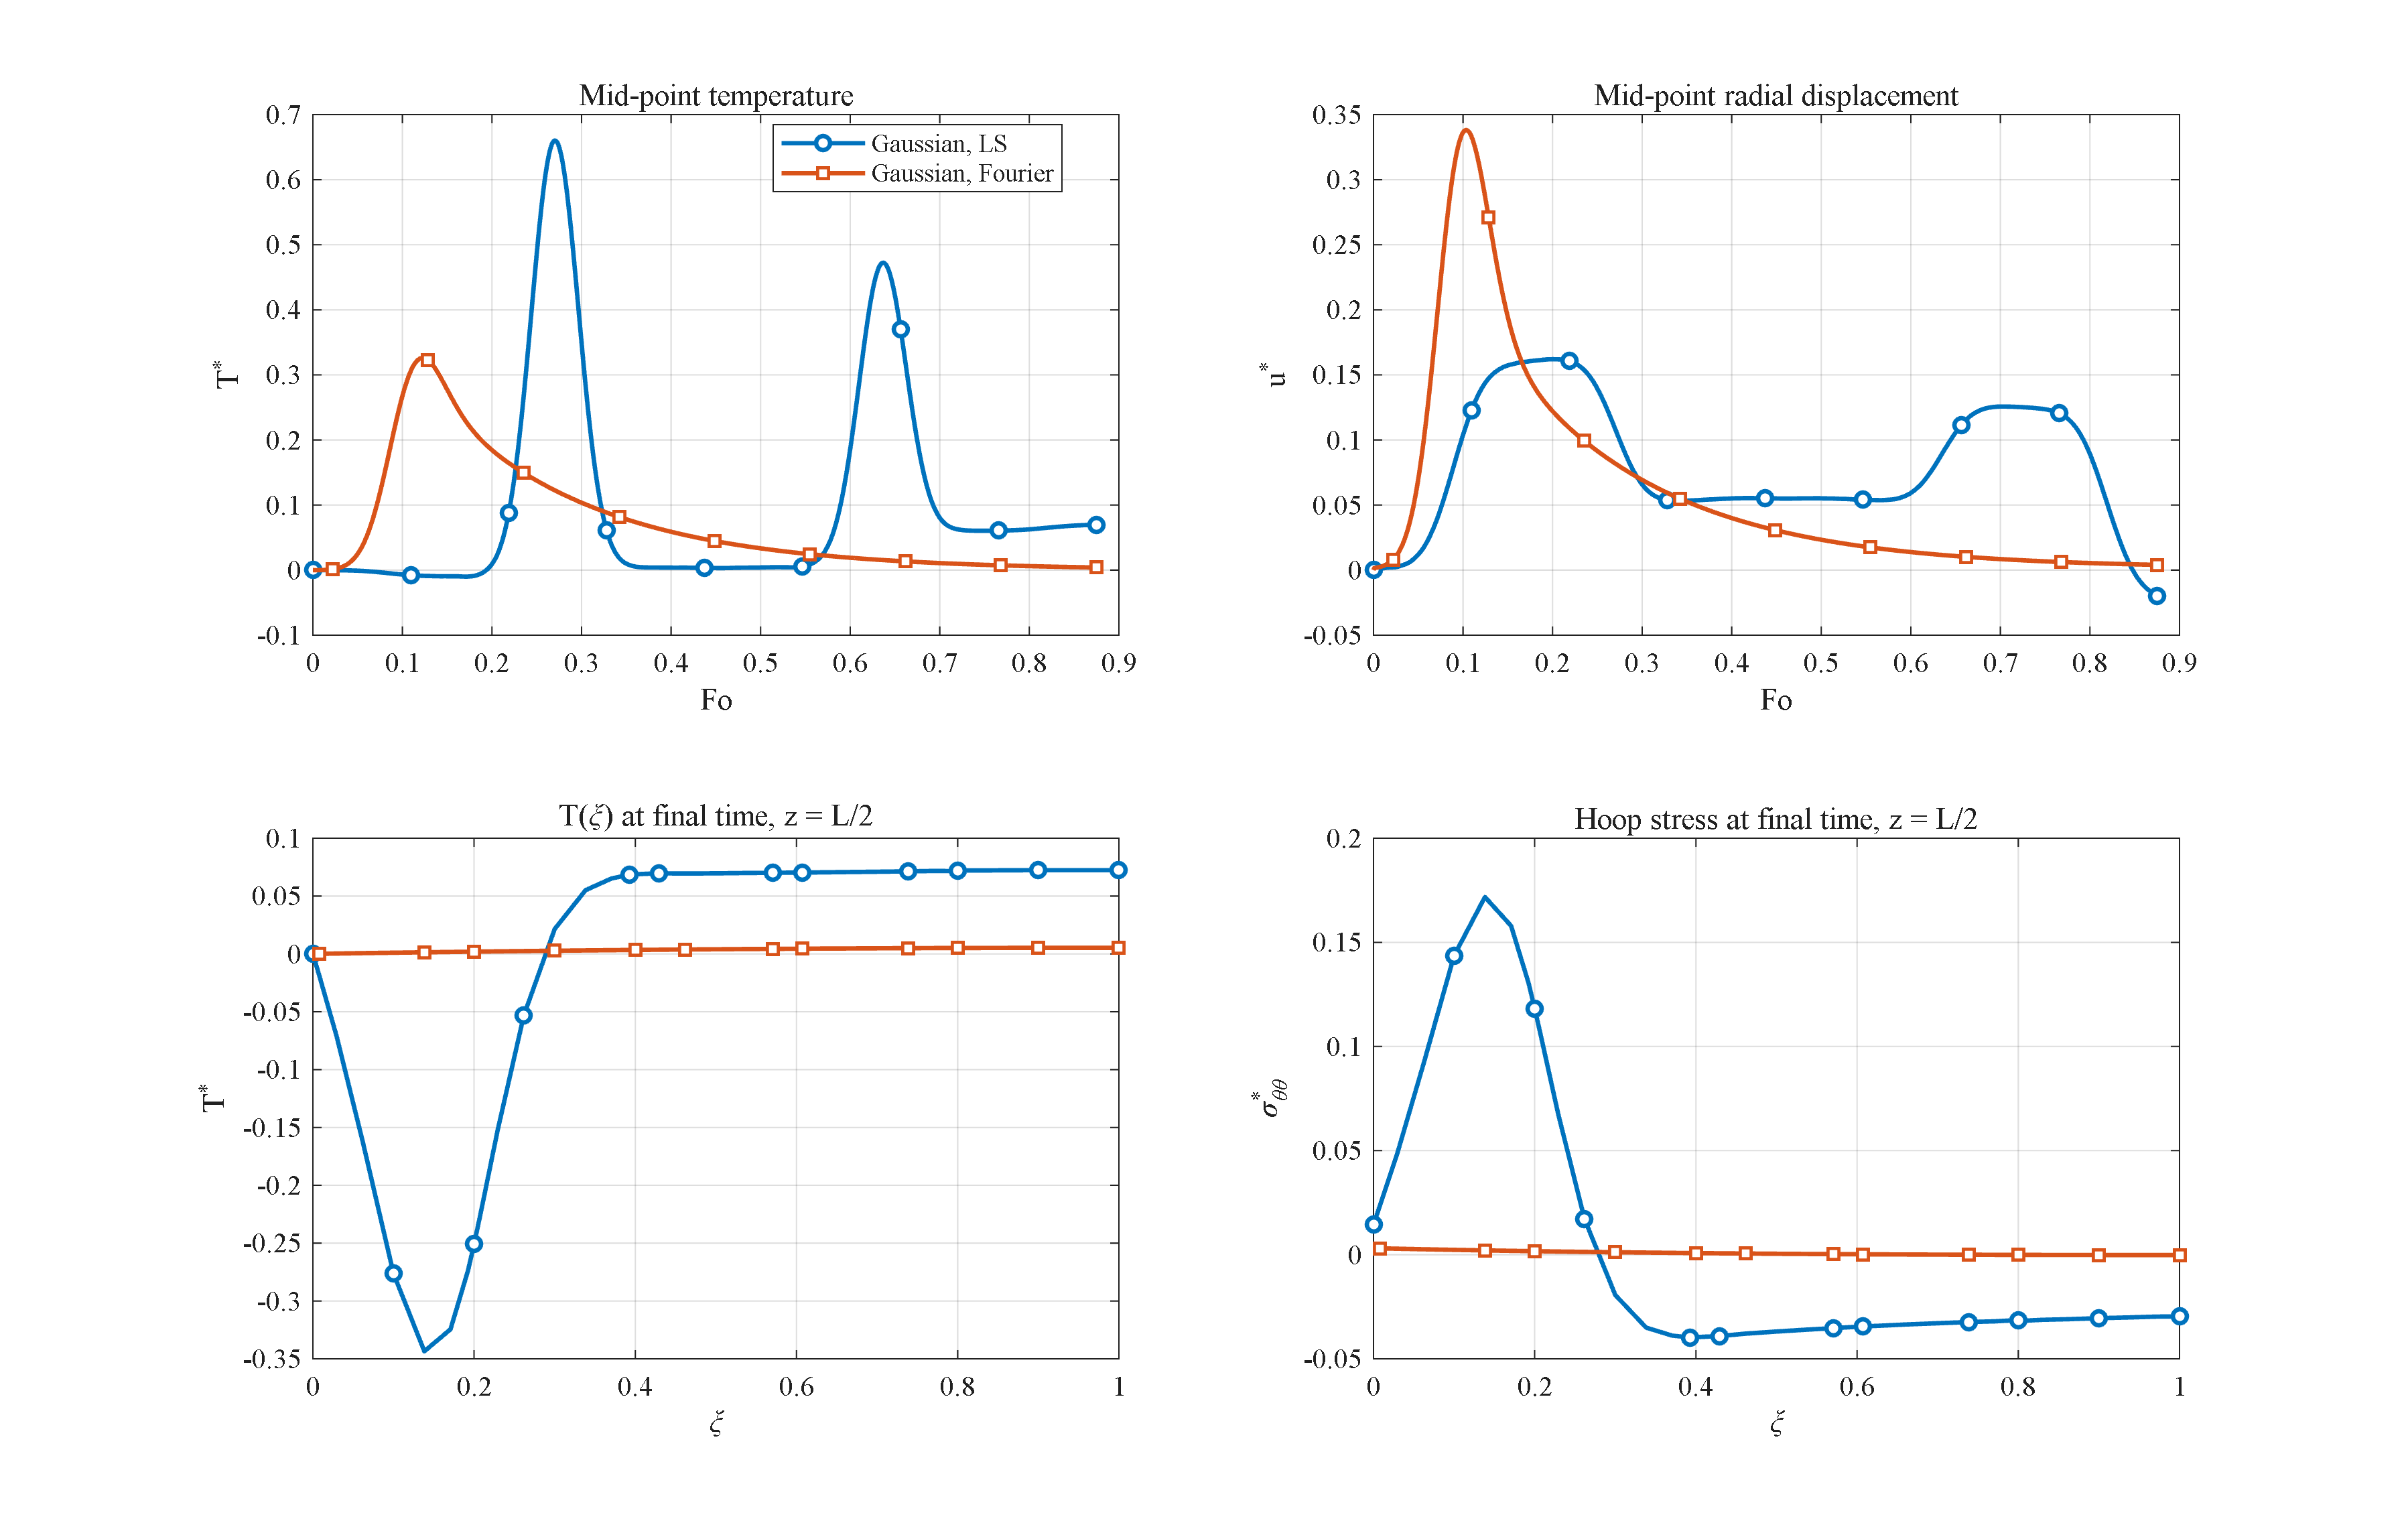 Mid-point temperature
0.7
0.6
0.5
0.4
0.3
0.2
0.1
0
-0.1
T*
0 0.1 0.2 0.3 0.4 0.5 0.6 0.7 0.8 0.9
Fo
Gaussian, LS
Gaussian, Fourier
Mid-point radial displacement
0.35
0.3
0.25
0.2
0.15
0.1
0.05
0
-0.05
u*
0 0.1 0.2 0.3 0.4 0.5 0.6 0.7 0.8 0.9
Fo
T(ξ) at final time, z = L/2
0.1
0.05
0
-0.05
-0.1
-0.15
-0.2
-0.25
-0.3
-0.35
T*
0 0.2 0.4 0.6 0.8 1
ξ
Hoop stress at final time, z = L/2
0.2
0.15
0.1
0.05
0
-0.05
σ*θθ
0 0.2 0.4 0.6 0.8 1
ξ